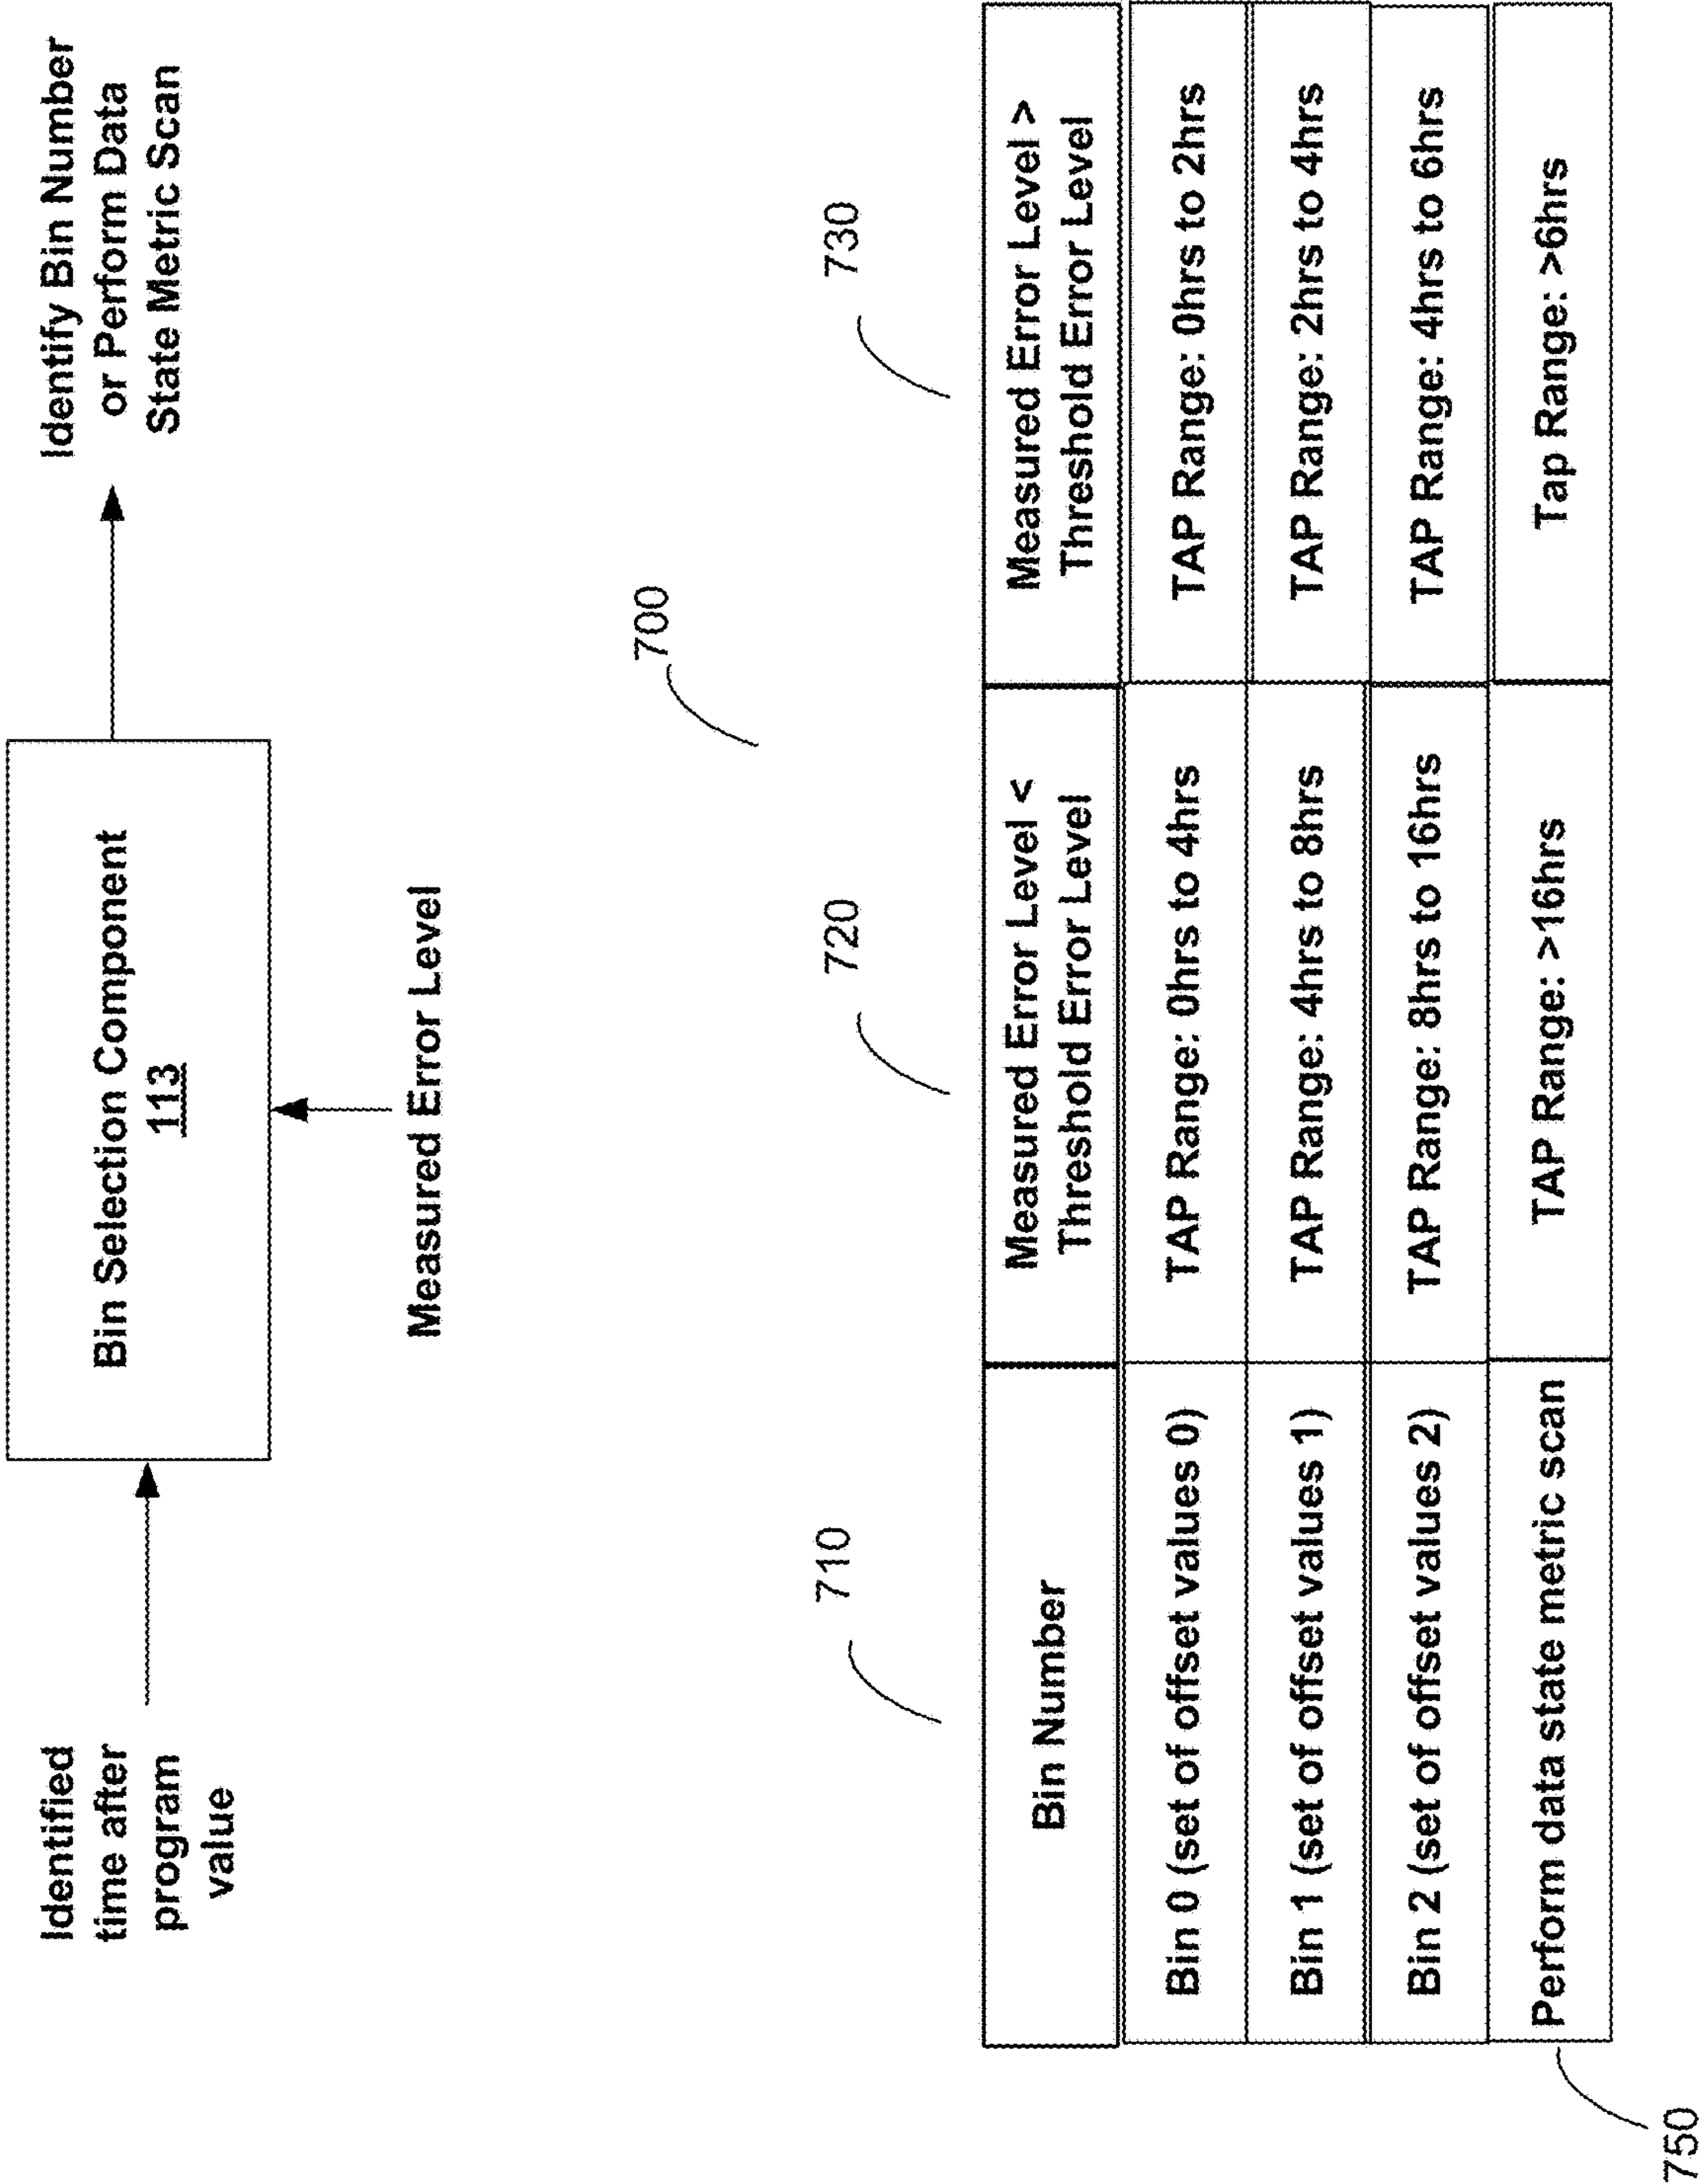 Identified
time after
program
value
Bin Selection Component
113
Identify Bin Number
or Perform Data
State Metric Scan
Measured Error Level
700
710
720
730
Bin Number
Measured Error Level <
Threshold Error Level
Measured Error Level >
Threshold Error Level
Bin 0 (set of offset values 0)
TAP Range: 0hrs to 4hrs
TAP Range: 0hrs to 2hrs
Bin 1 (set of offset values 1)
TAP Range: 4hrs to 8hrs
TAP Range: 2hrs to 4hrs
Bin 2 (set of offset values 2)
TAP Range: 8hrs to 16hrs
TAP Range: 4hrs to 6hrs
Perform data state metric scan
TAP Range: >16hrs
Tap Range: >6hrs
750